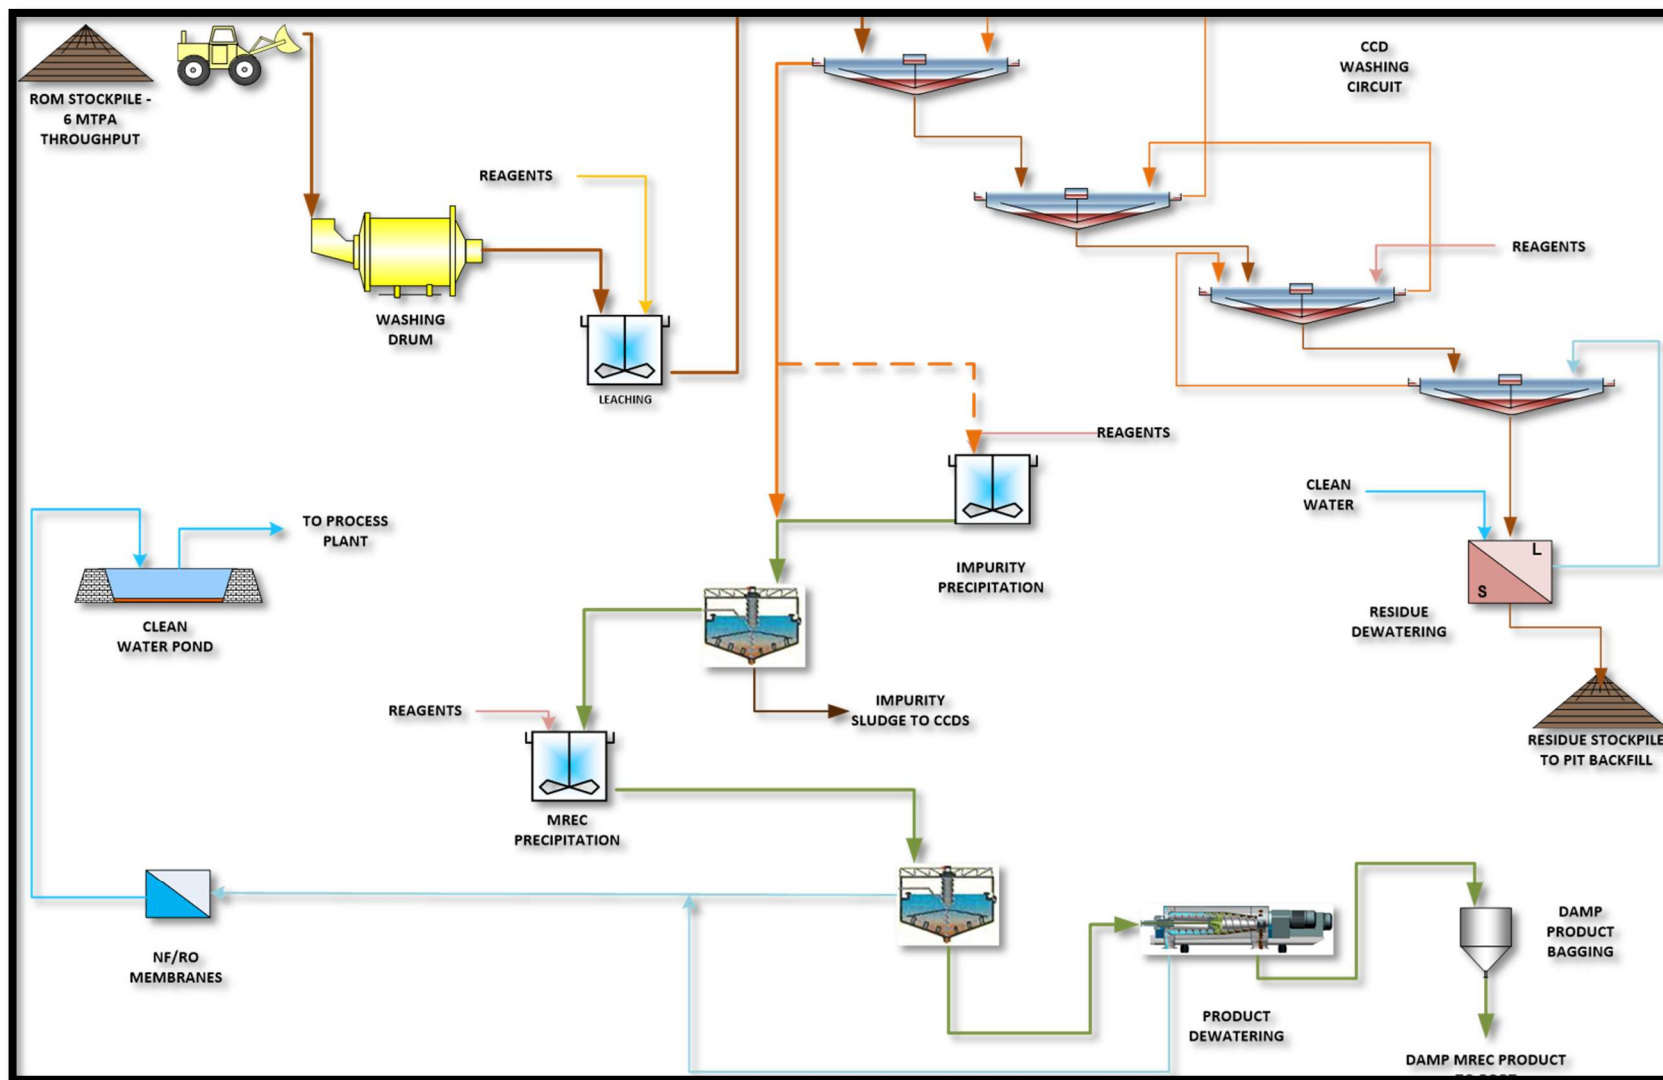 ROM STOCKPILE -
6 MTPA
THROUGHPUT
CCD
WASHING
CIRCUIT
REAGENTS
REAGENTS
WASHING
DRUM
LEACHING
REAGENTS
CLEAN
WATER
TO PROCESS
PLANT
L
S
IMPURITY
PRECIPITATION
RESIDUE
DEWATERING
CLEAN
WATER POND
IMPURITY
SLUDGE TO CCDS
REAGENTS
RESIDUE STOCKPILE
TO PIT BACKFILL
MREC
PRECIPITATION
NF/RO
MEMBRANES
DAMP
PRODUCT
BAGGING
PRODUCT
DEWATERING
DAMP MREC PRODUCT